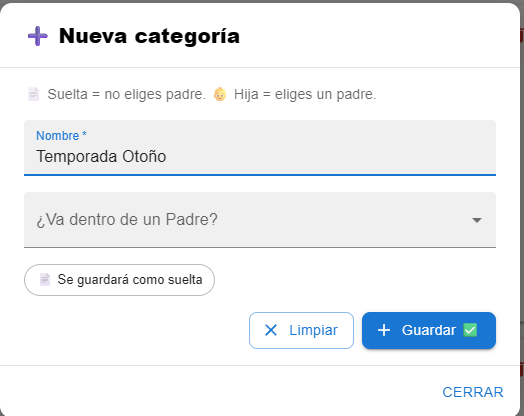 Nueva categoría
Suelta = no eliges padre. Hija = eliges un padre.
Nombre *
Temporada Otoño
¿Va dentro de un Padre?
Se guardará como suelta
Limpiar
Guardar
CERRAR